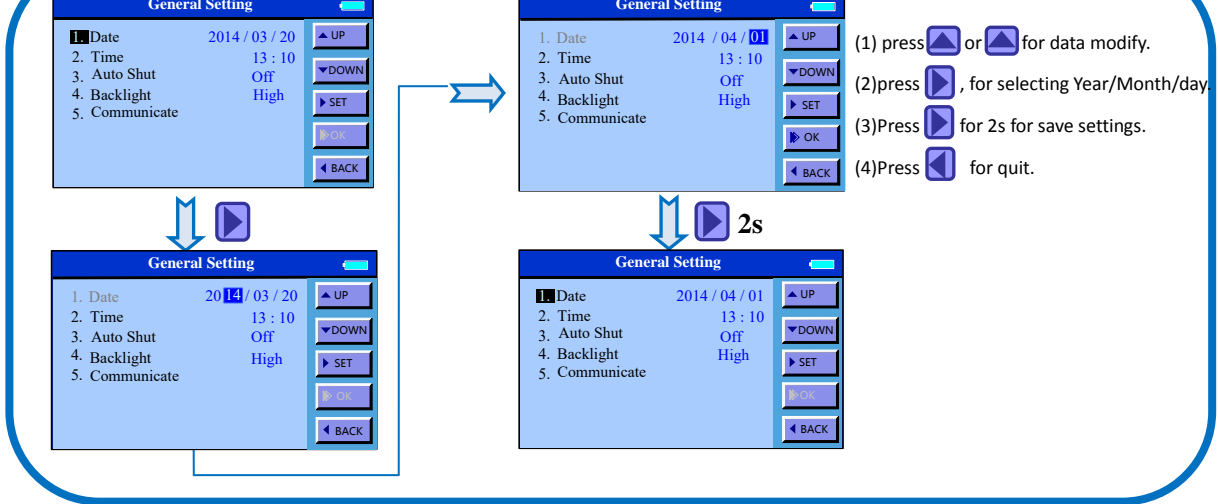 General Setting
1. Date 2014 / 03 / 20
2. Time 13 : 10
3. Auto Shut Off
4. Backlight High
5. Communicate
UP
DOWN
SET
OK
BACK
General Setting
1. Date 2014 / 04 / 01
2. Time 13 : 10
3. Auto Shut Off
4. Backlight High
5. Communicate
UP
DOWN
SET
OK
BACK
(1) press or for data modify.
(2)press , for selecting Year/Month/day.
(3)Press for 2s for save settings.
(4)Press for quit.
2s
General Setting
1. Date 2014 / 03 / 20
2. Time 13 : 10
3. Auto Shut Off
4. Backlight High
5. Communicate
UP
DOWN
SET
OK
BACK
General Setting
1. Date 2014 / 04 / 01
2. Time 13 : 10
3. Auto Shut Off
4. Backlight High
5. Communicate
UP
DOWN
SET
OK
BACK